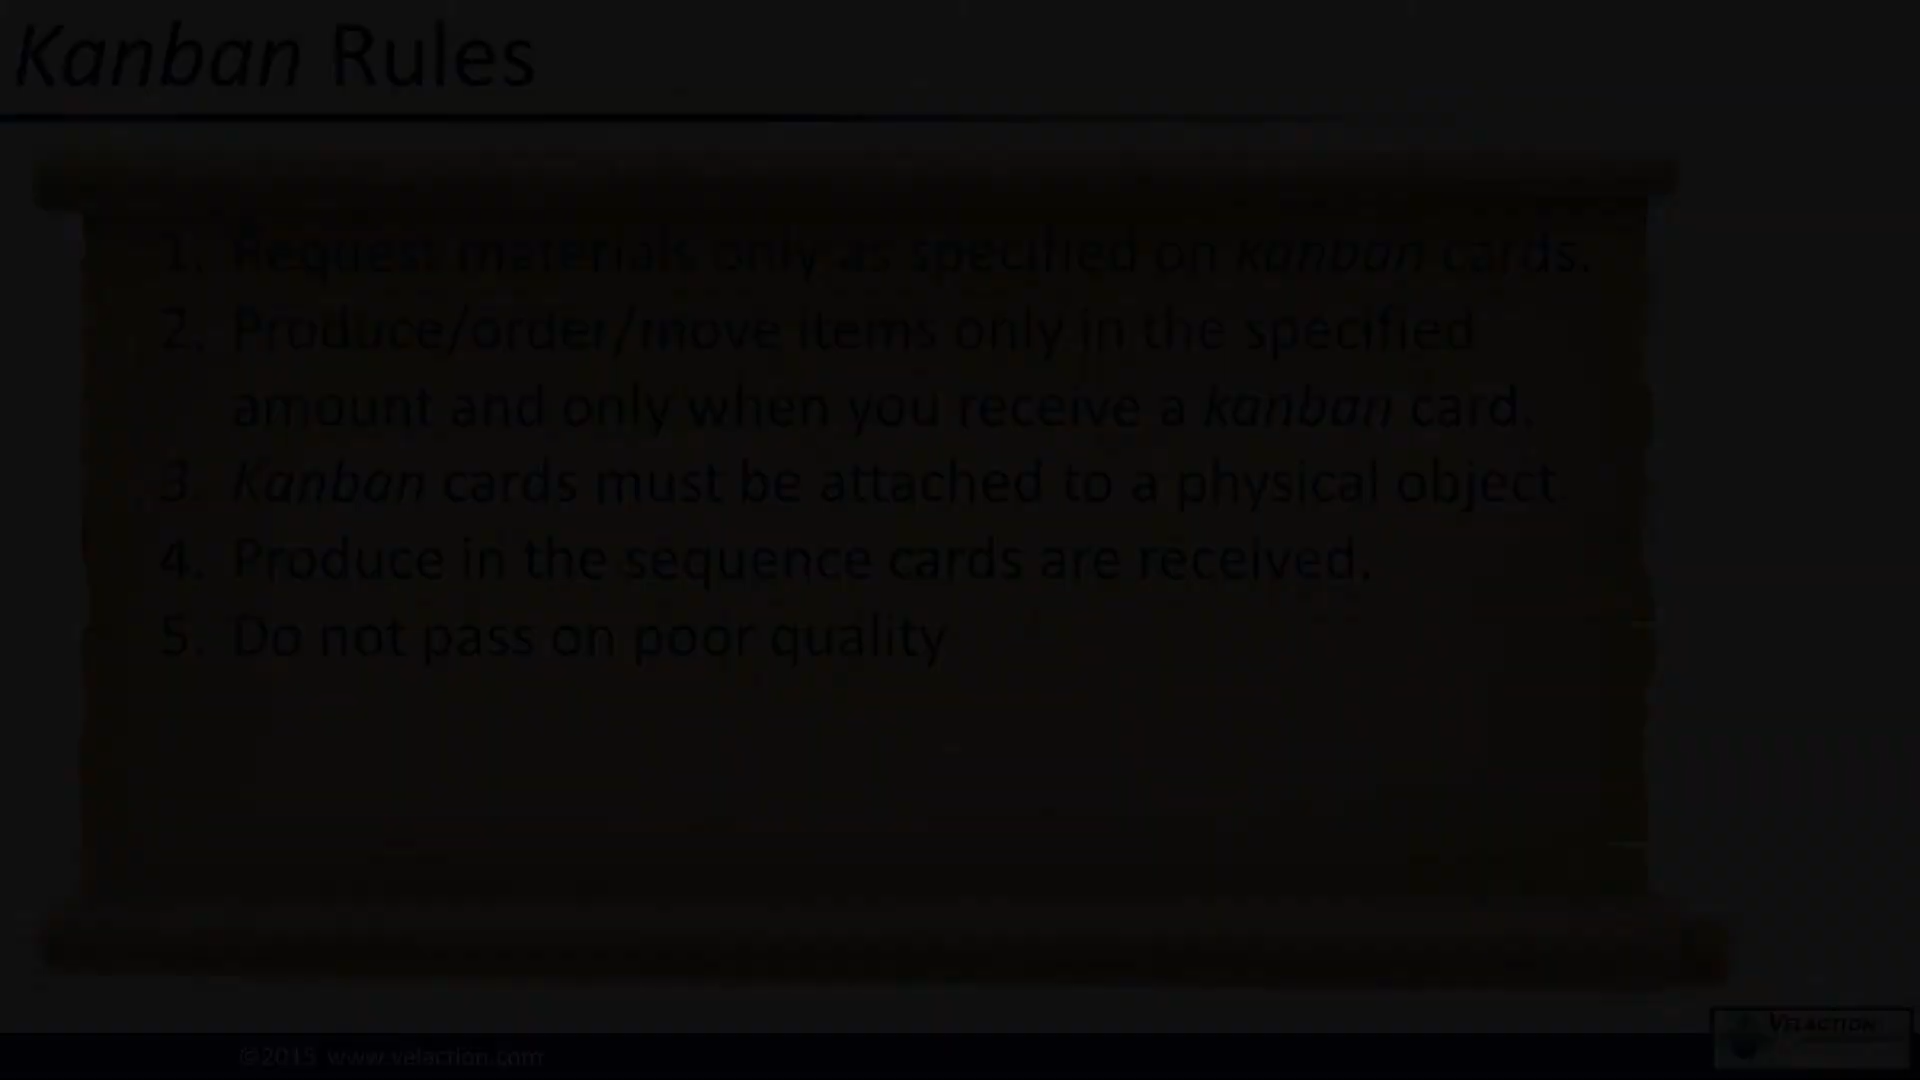 Kanban Rules
1. Request materials only as specified on kanban cards.
2. Produce/order/move items only in the specified
amount and only when you receive a kanban card.
3. Kanban cards must be attached to a physical object.
4. Produce in the sequence cards are received.
5. Do not pass on poor quality
©2015 www.velaction.com
VELACTION